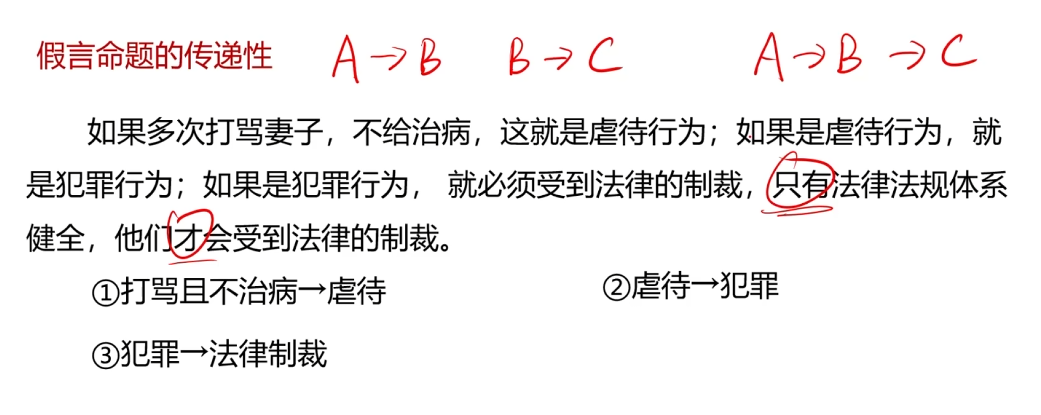 假言命题的传递性 A→B B→C A→B→C
如果多次打骂妻子，不给治病，这就是虐待行为；如果是虐待行为，就
是犯罪行为；如果是犯罪行为， 就必须受到法律的制裁，只有法律法规体系
健全，他们才会受到法律的制裁。
①打骂且不治病→虐待 ②虐待→犯罪
③犯罪→法律制裁